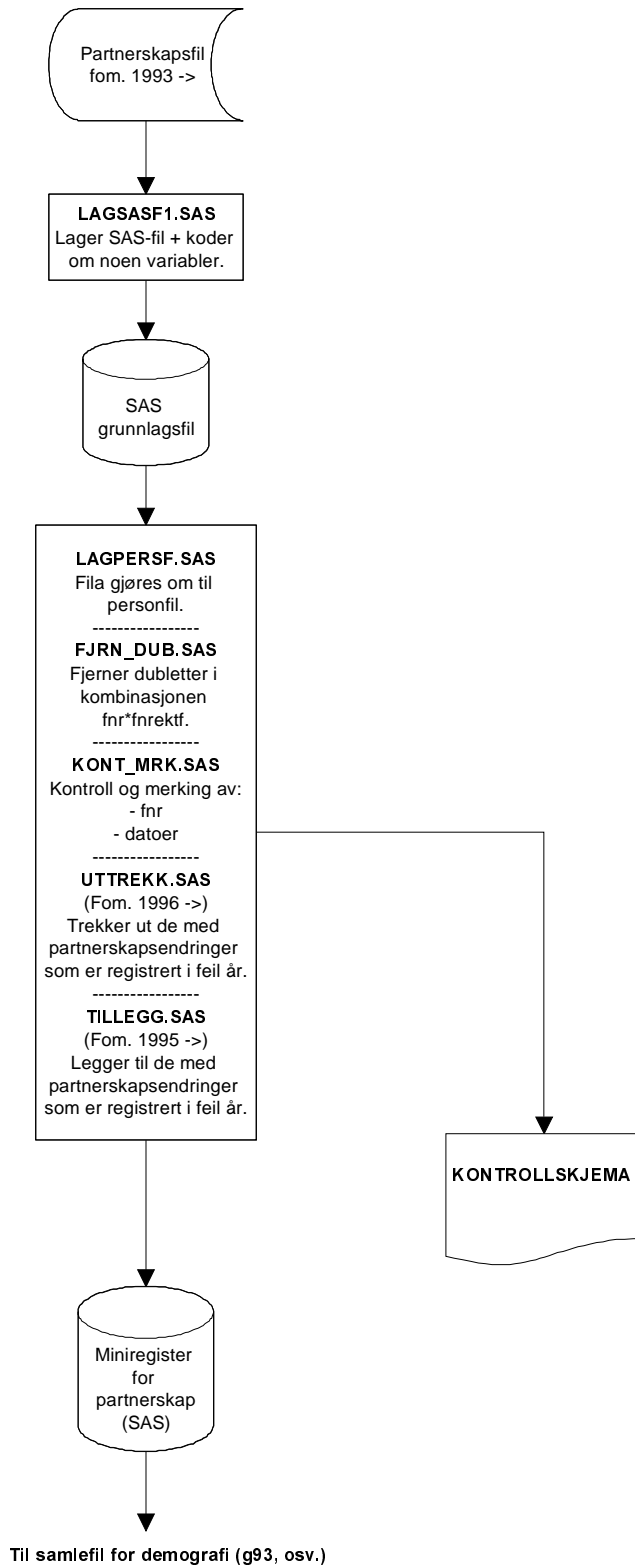 Partnerskapsfil
fom. 1993 ->
LAGSASF1.SAS
Lager SAS-fil + koder
om noen variabler.
SAS
grunnlagsfil
LAGPERSF.SAS
Fila gjøres om til
personfil.
-----------------
FJRN_DUB.SAS
Fjerner dubletter i
kombinasjonen
fnr*fnrektf.
-----------------
KONT_MRK.SAS
Kontroll og merking av:
- fnr
- datoer
-----------------
UTTREKK.SAS
(Fom. 1996 ->)
Trekker ut de med
partnerskapsendringer
som er registrert i feil år.
-----------------
TILLEGG.SAS
(Fom. 1995 ->)
Legger til de med
partnerskapsendringer
som er registrert i feil år.
KONTROLLSKJEMA
Miniregister
for
partnerskap
(SAS)
Til samlefil for demografi (g93, osv.)